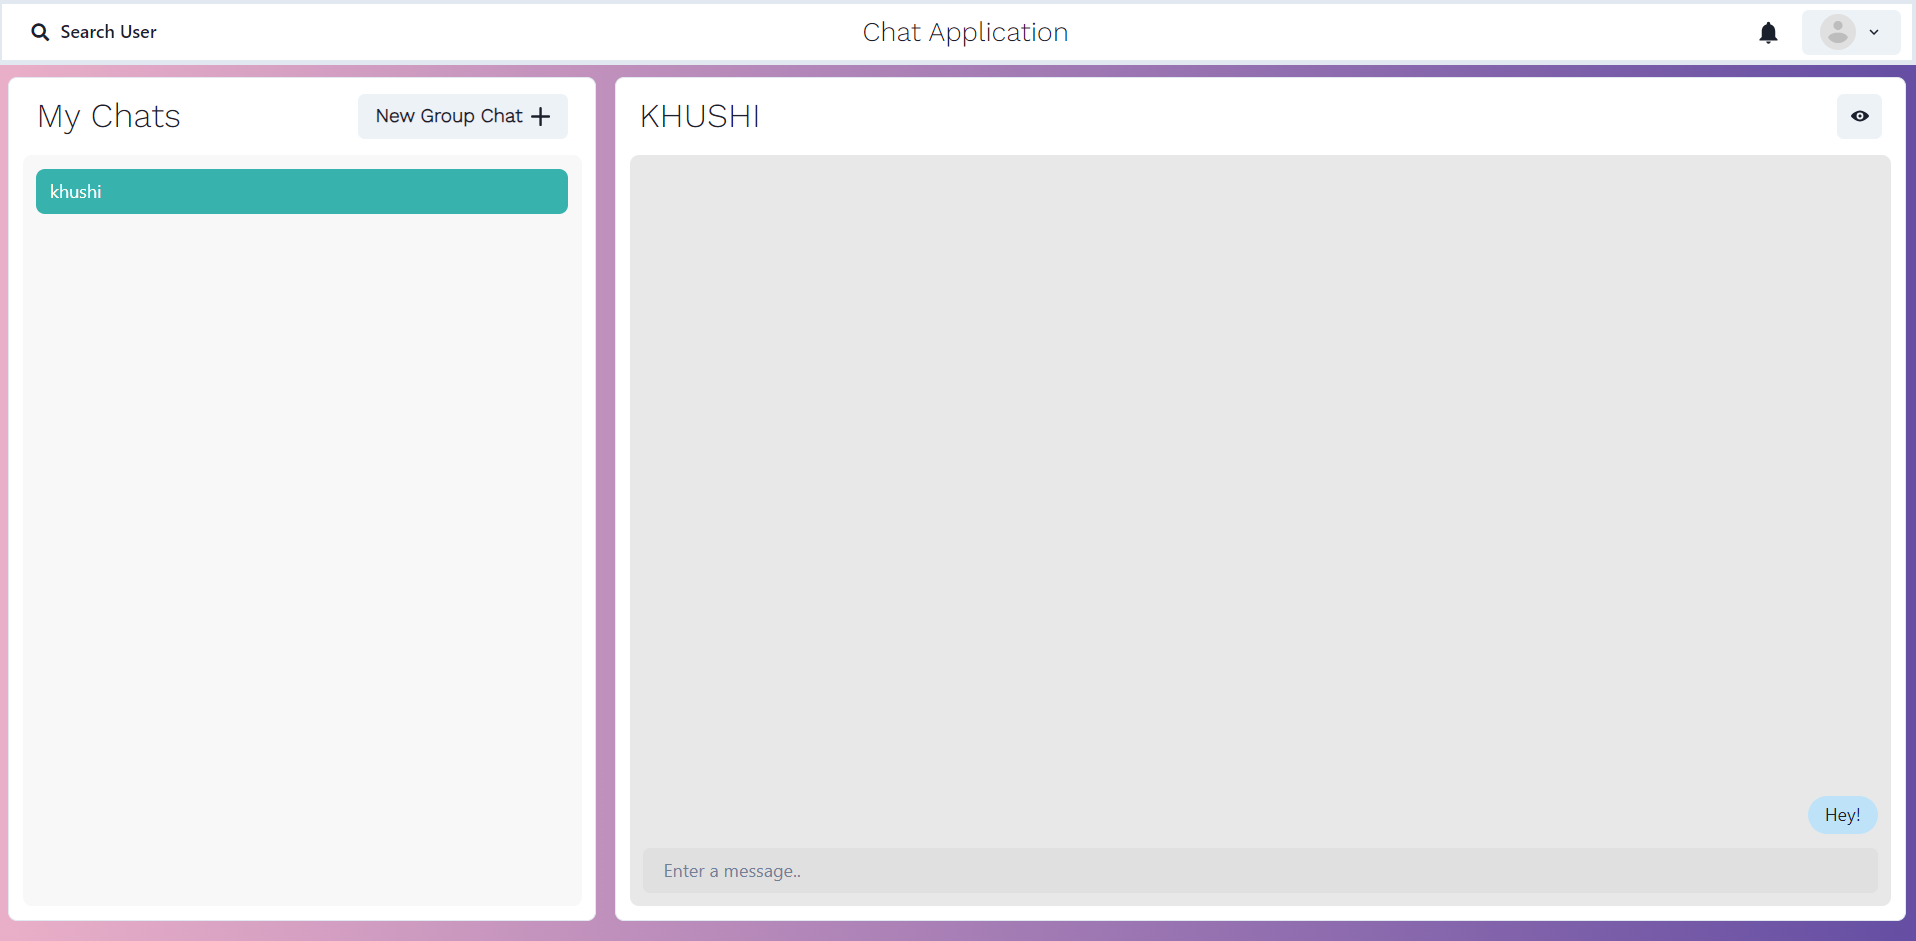 Search User
Chat Application
My Chats
New Group Chat
khushi
KHUSHI
Hey!
Enter a message..